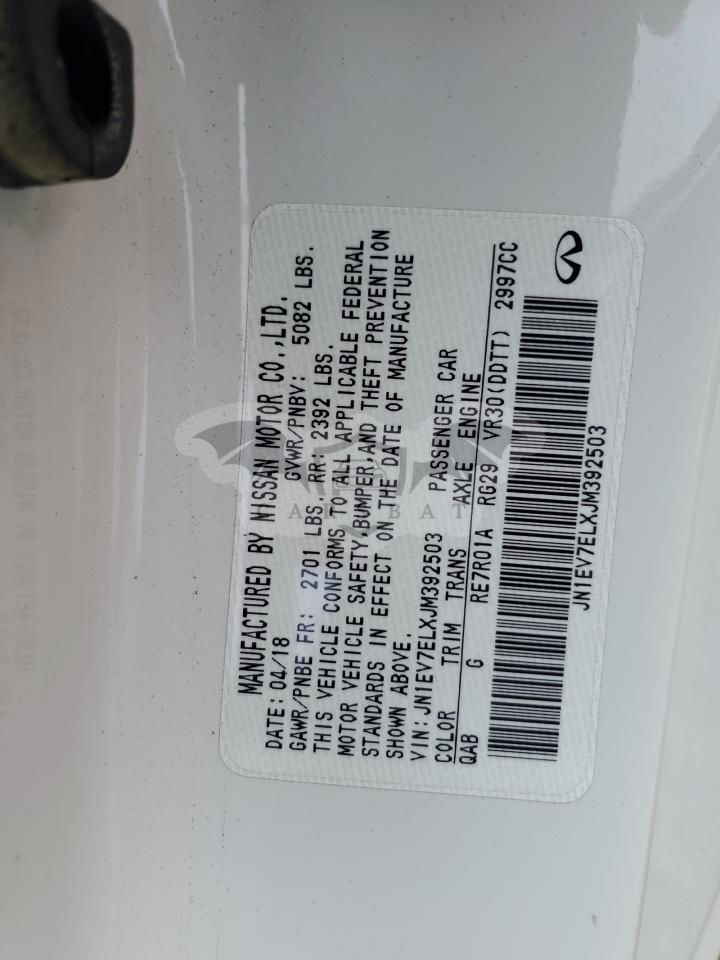 MANUFACTURED BY NISSAN MOTOR CO.,LTD.
DATE: 04/18 GVWR/PNBV: 5082 LBS.
GAWR/PNBE FR: 2701 LBS. RR: 2392 LBS.
THIS VEHICLE CONFORMS TO ALL APPLICABLE FEDERAL
MOTOR VEHICLE SAFETY,BUMPER,AND THEFT PREVENTION
STANDARDS IN EFFECT ON THE DATE OF MANUFACTURE
SHOWN ABOVE.
VIN: JN1EV7ELXJM392503 PASSENGER CAR
COLOR TRIM TRANS AXLE ENGINE
QAB G RE7R01A RG29 VR30(DDTT) 2997CC
JN1EV7ELXJM392503